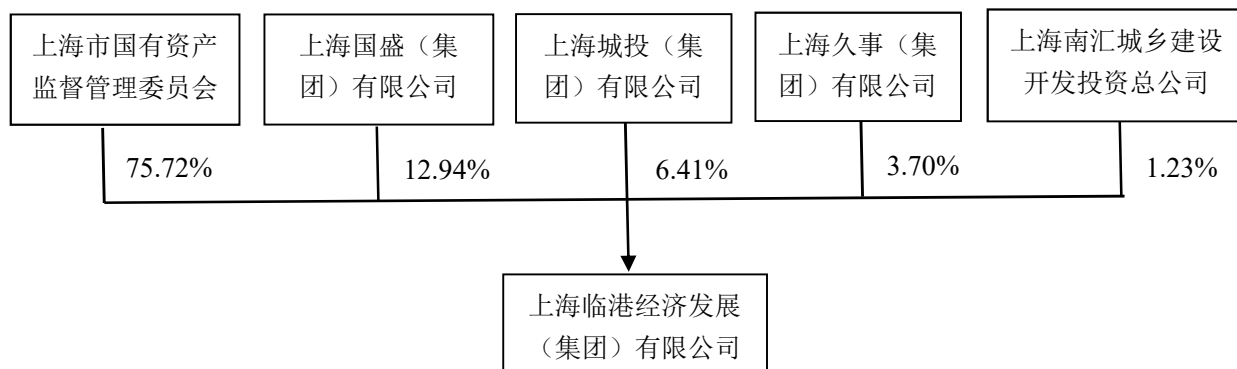 上海市国有资产
监督管理委员会
上海国盛（集
团）有限公司
上海城投（集
团）有限公司
上海久事（集
团）有限公司
上海南汇城乡建设
开发投资总公司
75.72%
12.94%
6.41%
3.70%
1.23%
上海临港经济发展
（集团）有限公司